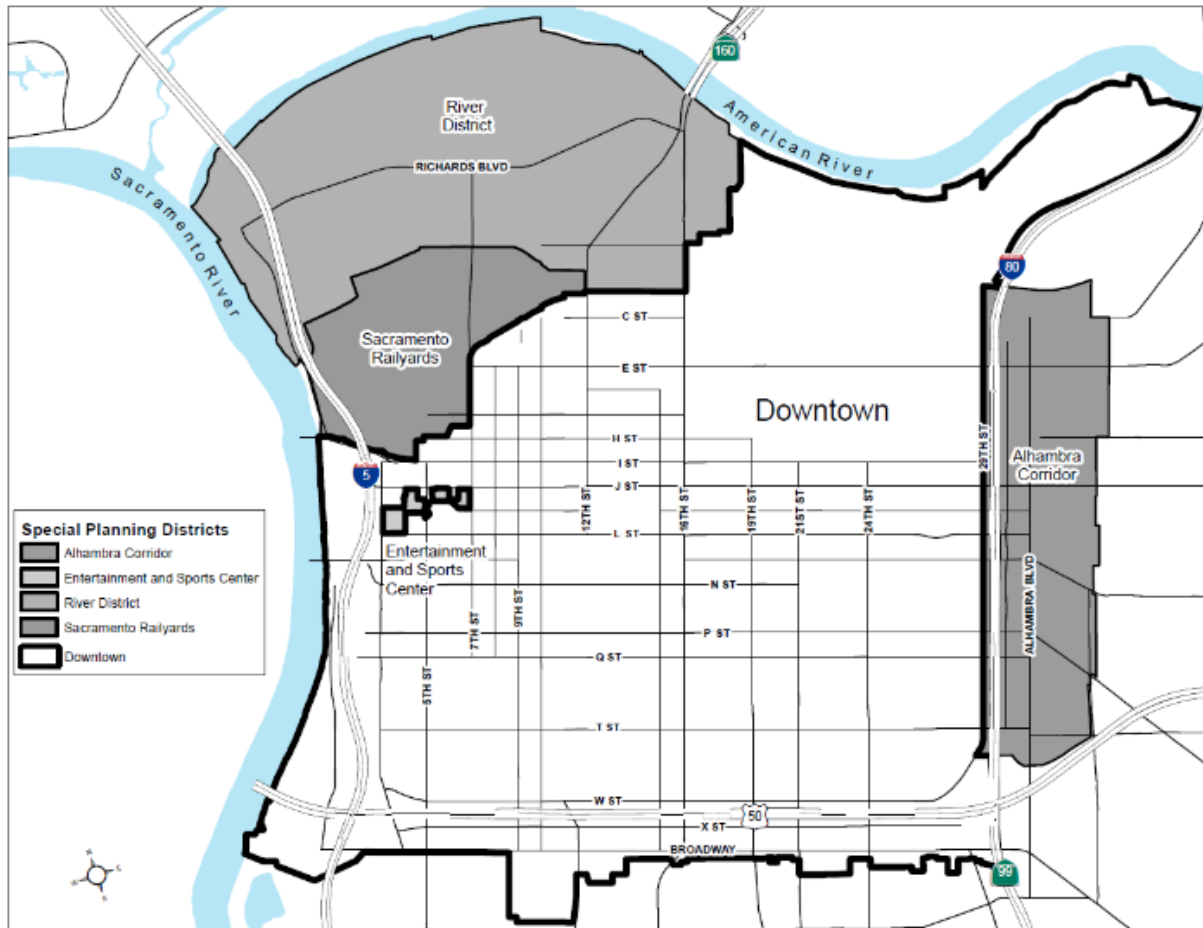 160
River
District
American River
RICHARDS BLVD
Sacramento River
80
C ST
Sacramento
Railyards
E ST
Downtown
H ST
29TH ST
I ST
Alhambra
Corridor
5
J ST
12TH ST
16TH ST
19TH ST
21ST ST
24TH ST
L ST
Special Planning Districts
Alhambra Corridor
Entertainment and Sports Center
River District
Sacramento Railyards
Downtown
Entertainment
and Sports
Center
N ST
ALHAMBRA BLVD
9TH ST
7TH ST
P ST
Q ST
5TH ST
T ST
W ST
50
X ST
BROADWAY
99